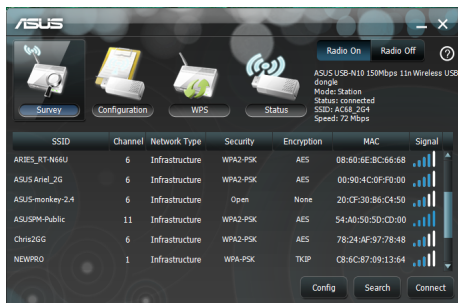 ASUS
Radio On Radio Off
ASUS USB-N10 150Mbps 11n Wireless USB
dongle
Mode: Station
Status: connected
SSID: AC68_2G4
Speed: 72 Mbps
Survey Configuration WPS Status
SSID Channel Network Type Security Encryption MAC Signal
ARIES_RT-N66U 6 Infrastructure WPA2-PSK AES 08:60:6E:BC:66:68
ASUS Ariel_2G 6 Infrastructure WPA2-PSK AES 00:90:4C:0F:F0:00
ASUS-monkey-2.4 6 Infrastructure Open None 20:CF:30:B6:C4:50
ASUSPM-Public 11 Infrastructure WPA2-PSK AES 54:A0:50:5D:CD:00
Chris2GG 6 Infrastructure WPA2-PSK AES 78:24:AF:97:78:48
NEWPRO 1 Infrastructure WPA-PSK TKIP C8:6C:87:09:13:64
Config Search Connect